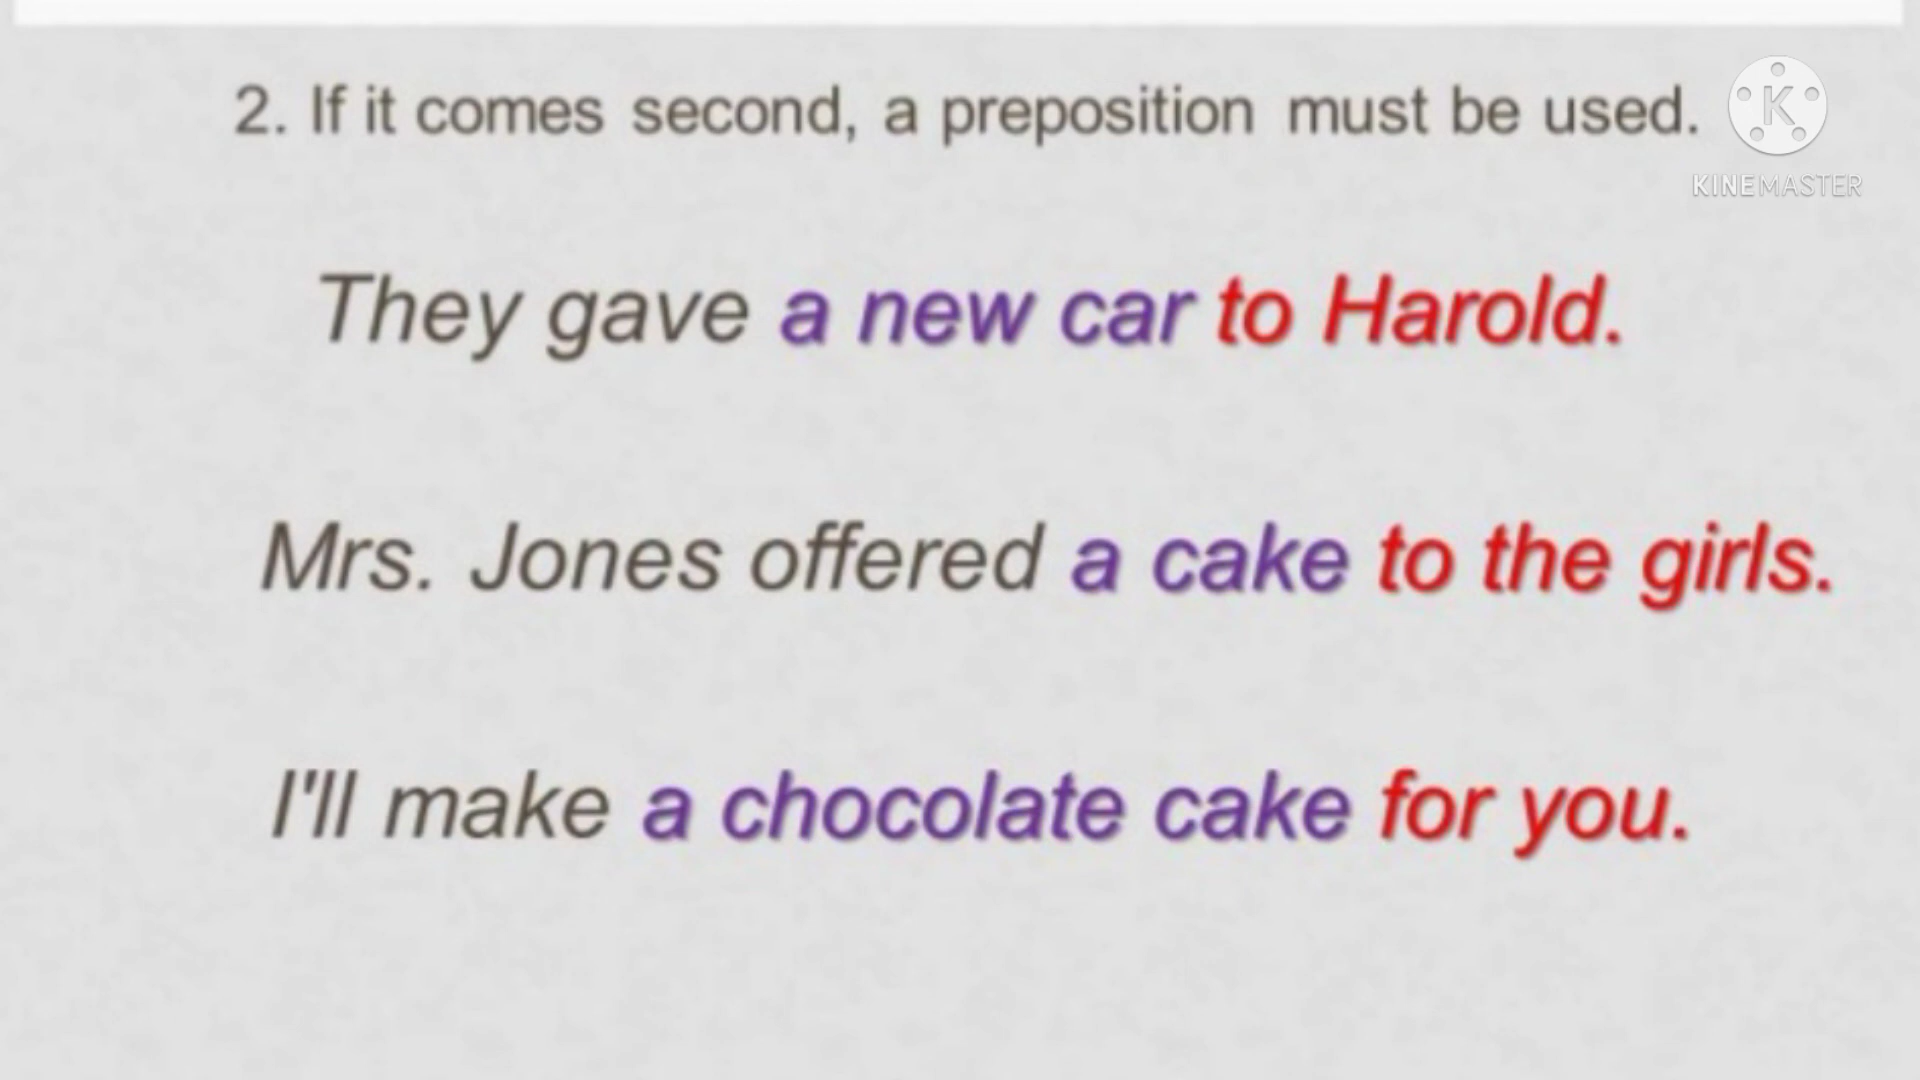 2. If it comes second, a preposition must be used.
KINEMASTER
They gave a new car to Harold.
Mrs. Jones offered a cake to the girls.
I'll make a chocolate cake for you.